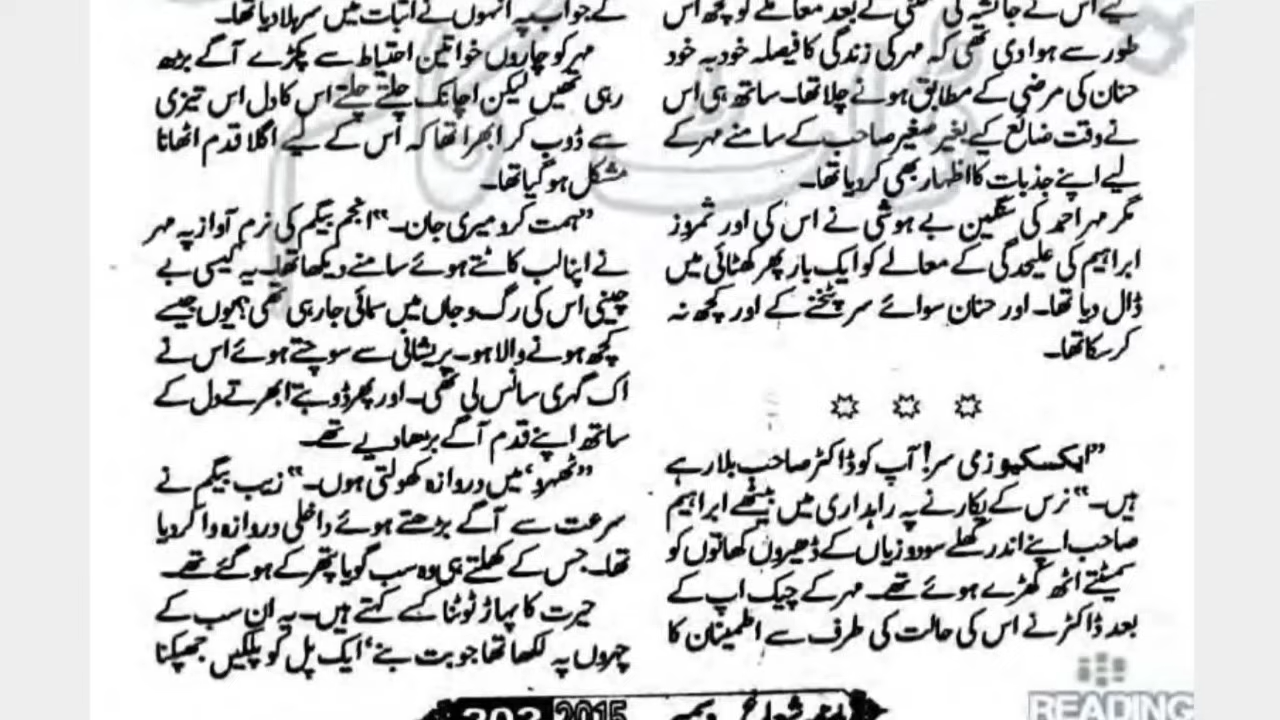 لیے اس نے جانشہ کی کے بعد معاملے کو کچھ اس
طور سے ہوا دی تھی کہ مہر کی زندگی کا فیصلہ خود بہ خود
حنان کی مرضی کے مطابق ہونے چلا تھا۔ ساتھ ہی اس
نے وقت ضائع کیے بغیر صغیر صاحب کے سامنے مہر کے
لیے اپنے جذبات کا اظہار بھی کر دیا تھا۔
مگر مہر احمد کی سنگین بے ہوشی نے اس کی اور شمروز
ابراہیم کی علیحدگی کے معالے کو ایک بار پھر کھٹائی میں
ڈال دیا تھا۔ اور حنان سوائے سر پٹخنے کے اور کچھ نہ
کر سکا تھا۔
”ایکسکیوزمی سر! آپ کو ڈاکٹر صاحب بلا رہے
ہیں۔“ نرس کے پکارنے پہ راہداری میں بیٹھے ابراہیم
صاحب اپنے اندر کھلے سود و زیاں کے ڈھیروں کھاتوں کو
سمیٹتے اٹھ کھڑے ہوئے تھے۔ مہر کے چیک اپ کے
بعد ڈاکٹر نے اس کی حالت کی طرف سے اطمینان کا
کے جواب پہ انہوں نے اثبات میں سر ہلا دیا تھا۔
مہر کو چاروں خواتین احتیاط سے پکڑے آگے بڑھ
رہی تھیں لیکن اچانک چلتے چلتے اس کا دل اس تیزی
سے ڈوب کر ابھرا تھا کہ اس کے لیے اگلا قدم اٹھانا
مشکل ہو گیا تھا۔
”ہمت کرو میری جان۔“ انجم بیگم کی نرم آواز پہ مہر
نے اپنا لب کاٹتے ہوئے سامنے دیکھا تھا۔ یہ کیسی بے
چینی اس کی رگ و جاں میں سمائی جا رہی تھی؟ یوں جیسے
کچھ ہونے والا ہو۔ پریشانی سے سوچتے ہوئے اس نے
اک گہری سانس لی تھی۔ اور پھر ڈوبتے ابھرتے دل کے
ساتھ اپنے قدم آگے بڑھا دیے تھے۔
”ٹھہرو‘ میں دروازہ کھولتی ہوں۔“ زیب بیگم نے
سرعت سے آگے بڑھتے ہوئے داخلی دروازہ وا کر دیا
تھا۔ جس کے کھلتے ہی وہ سب گویا پتھر کے ہو گئے تھے۔
حیرت کا پہاڑ ٹوٹنا کسے کہتے ہیں۔ یہ ان سب کے
چہروں پہ لکھا تھا جو بت بنے‘ ایک پل کو پلکیں جھپکنا
203 2015
READING